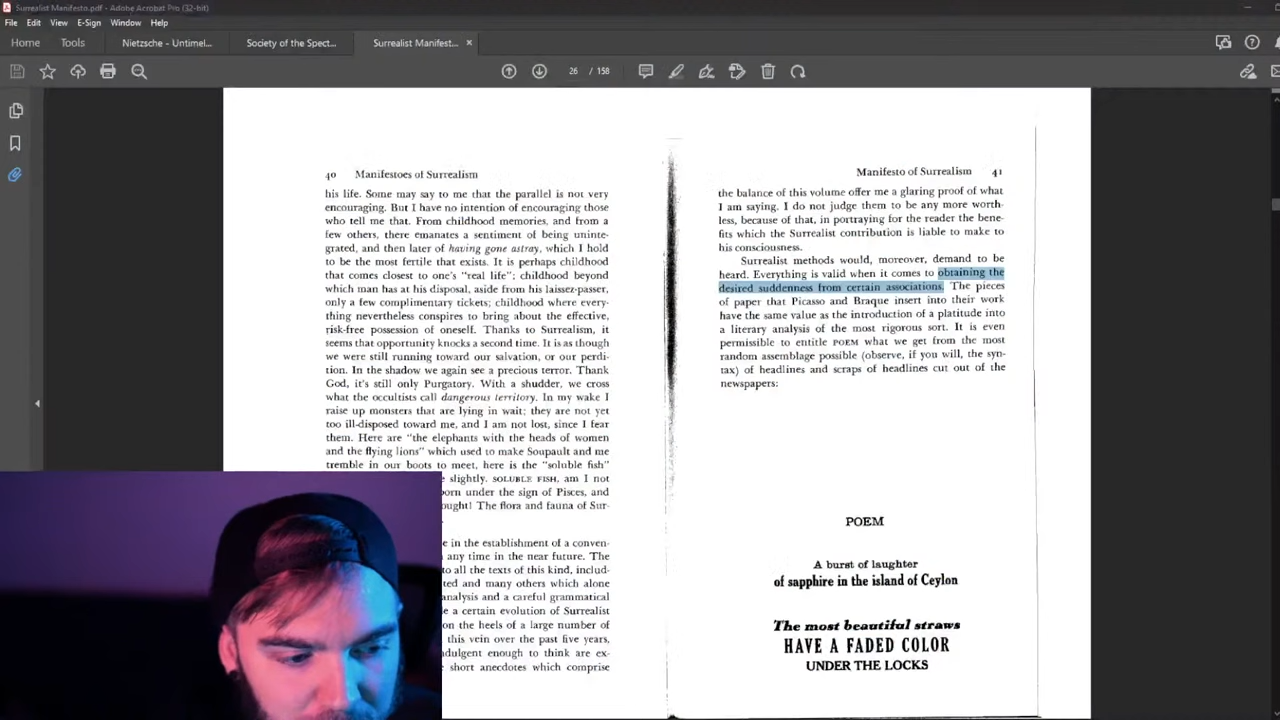 Surrealist Manifesto.pdf - Adobe Acrobat Pro (32-bit)
File Edit View E-Sign Window Help
Home Tools Nietzsche - Untimel... Society of the Spect... Surrealist Manifest... ×
26 / 158
40 Manifestoes of Surrealism
his life. Some may say to me that the parallel is not very
encouraging. But I have no intention of encouraging those
who tell me that. From childhood memories, and from a
few others, there emanates a sentiment of being uninte-
grated, and then later of having gone astray, which I hold
to be the most fertile that exists. It is perhaps childhood
that comes closest to one's "real life"; childhood beyond
which man has at his disposal, aside from his laissez-passer,
only a few complimentary tickets; childhood where every-
thing nevertheless conspires to bring about the effective,
risk-free possession of oneself. Thanks to Surrealism, it
seems that opportunity knocks a second time. It is as though
we were still running toward our salvation, or our perdi-
tion. In the shadow we again see a precious terror. Thank
God, it's still only Purgatory. With a shudder, we cross
what the occultists call dangerous territory. In my wake I
raise up monsters that are lying in wait; they are not yet
too ill-disposed toward me, and I am not lost, since I fear
them. Here are "the elephants with the heads of women
and the flying lions" which used to make Soupault and me
tremble in our boots to meet, here is the "soluble fish"
slightly. SOLUBLE FISH, am I not
orn under the sign of Pisces, and
ought! The flora and fauna of Sur-
e in the establishment of a conven-
any time in the near future. The
to all the texts of this kind, includ-
ted and many others which alone
analysis and a careful grammatical
e a certain evolution of Surrealist
on the heels of a large number of
this vein over the past five years,
ndulgent enough to think are ex-
short anecdotes which comprise
Manifesto of Surrealism 41
the balance of this volume offer me a glaring proof of what
I am saying. I do not judge them to be any more worth-
less, because of that, in portraying for the reader the bene-
fits which the Surrealist contribution is liable to make to
his consciousness.
Surrealist methods would, moreover, demand to be
heard. Everything is valid when it comes to obtaining the
desired suddenness from certain associations. The pieces
of paper that Picasso and Braque insert into their work
have the same value as the introduction of a platitude into
a literary analysis of the most rigorous sort. It is even
permissible to entitle POEM what we get from the most
random assemblage possible (observe, if you will, the syn-
tax) of headlines and scraps of headlines cut out of the
newspapers:
POEM
A burst of laughter
of sapphire in the island of Ceylon
The most beautiful straws
HAVE A FADED COLOR
UNDER THE LOCKS